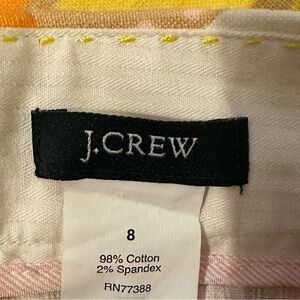 J.CREW
8
98% Cotton
2% Spandex
RN77388